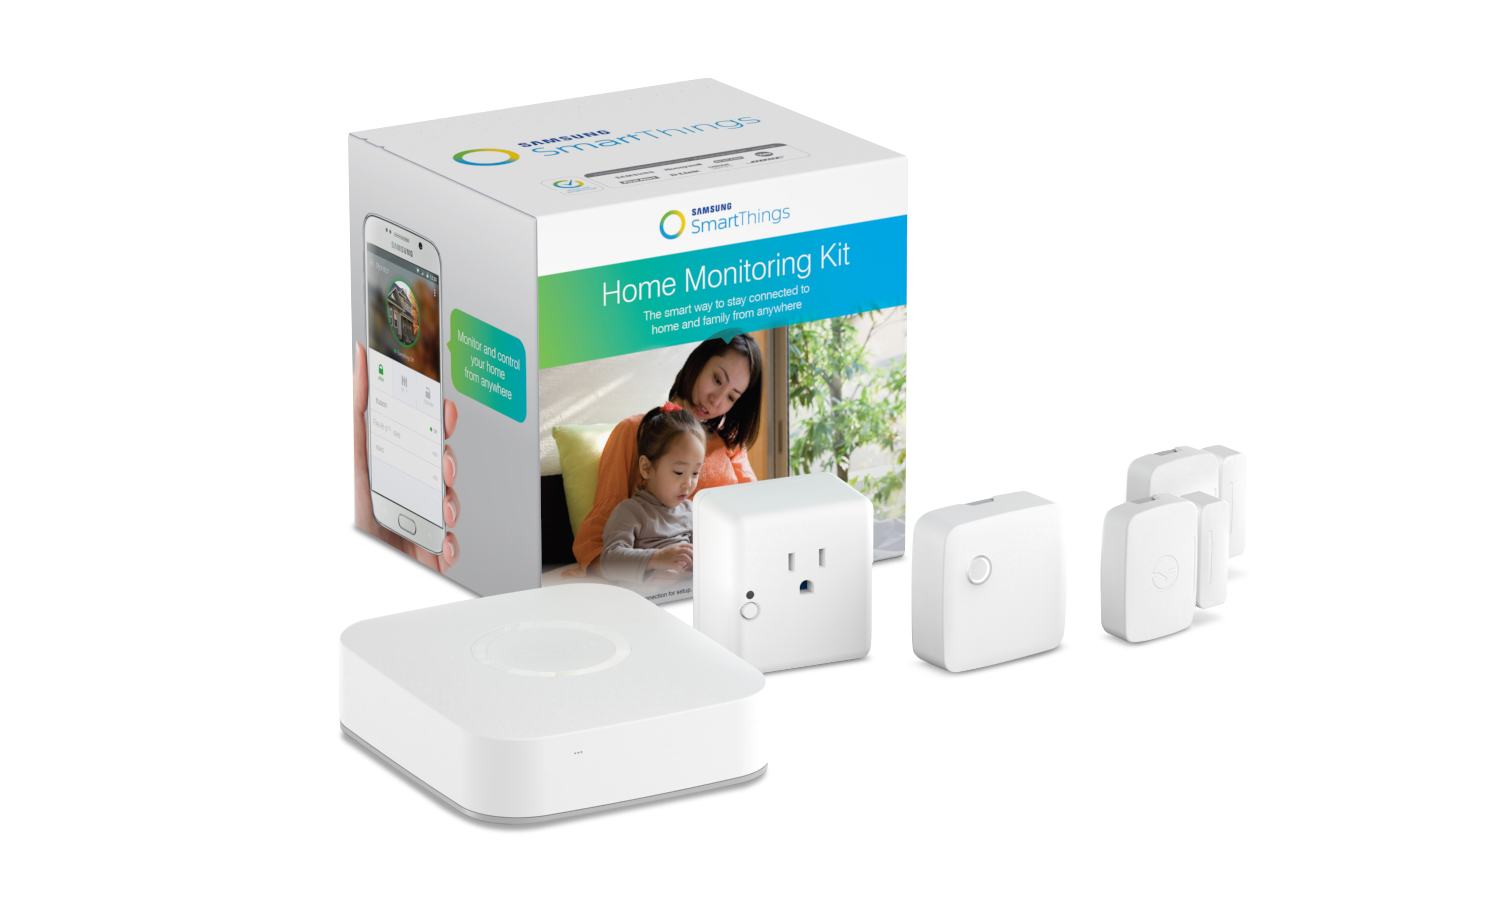 SAMSUNG
SmartThings
SAMSUNG
SmartThings
Home Monitoring Kit
The smart way to stay connected to
home and family from anywhere
SAMSUNG
Monitor and control
your home
from anywhere